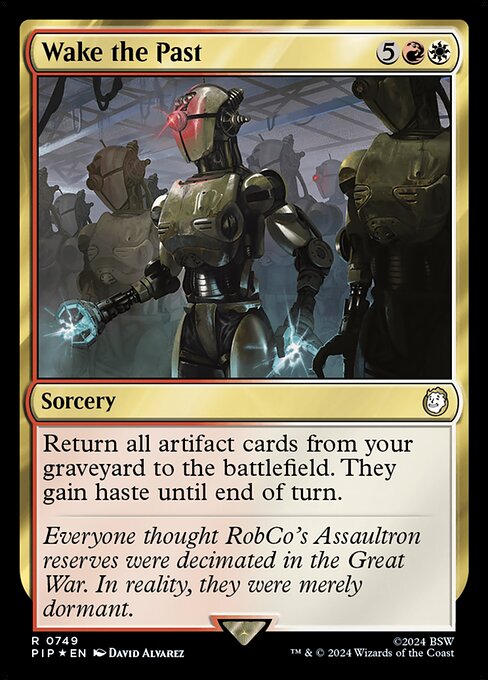 Wake the Past 5
Sorcery
Return all artifact cards from your
graveyard to the battlefield. They
gain haste until end of turn.
Everyone thought RobCo's Assaultron
reserves were decimated in the Great
War. In reality, they were merely
dormant.
R 0749
PIP ★ EN DAVID ALVAREZ
©2024 BSW
™ & © 2024 Wizards of the Coast